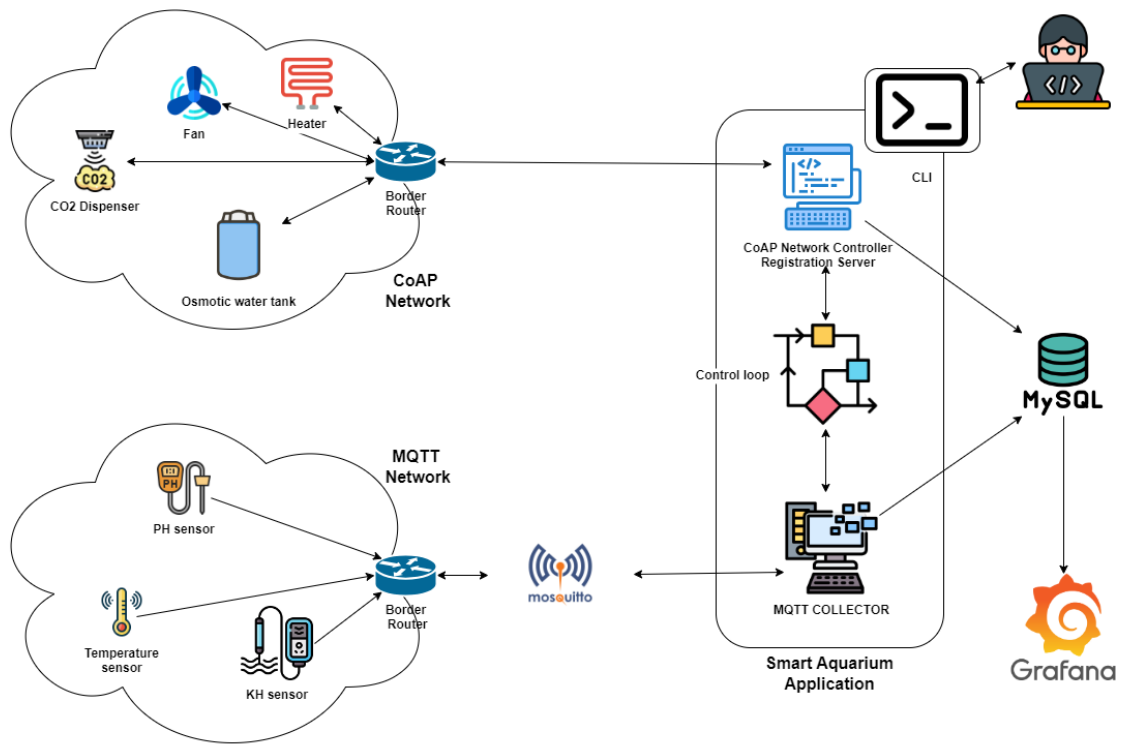 Fan
Heater
CO2
CO2 Dispenser
Border
Router
Osmotic water tank
CoAP
Network
</>
CLI
</>
CoAP Network Controller
Registration Server
Control loop
MySQL
MQTT
Network
PH
PH sensor
Temperature
sensor
KH sensor
Border
Router
mosquitto
MQTT COLLECTOR
Smart Aquarium
Application
Grafana